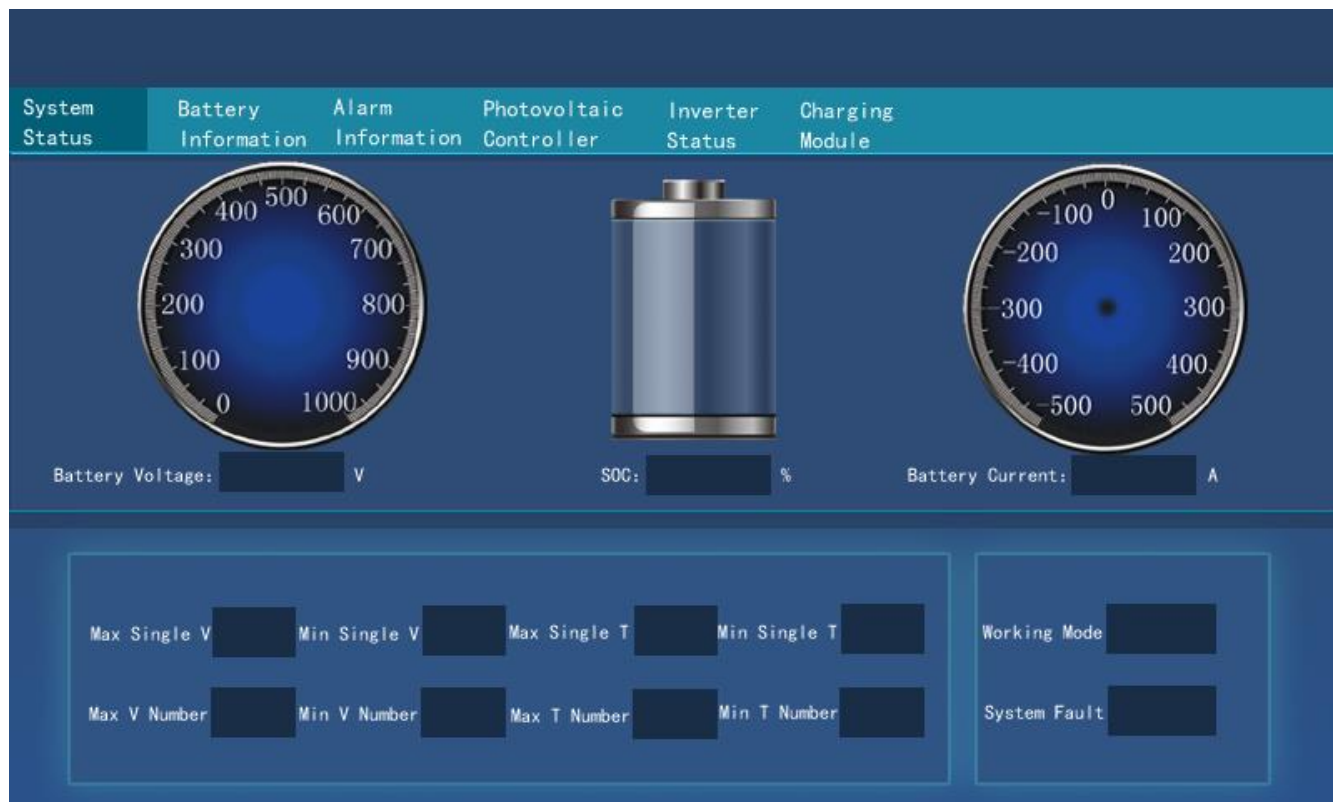 System Status
Battery Information
Alarm Information
Photovoltaic Controller
Inverter Status
Charging Module
0
100
200
300
400
500
600
700
800
900
1000
-500
-400
-300
-200
-100
0
100
200
300
400
500
Battery Voltage: V
SOC: %
Battery Current: A
Max Single V
Min Single V
Max Single T
Min Single T
Working Mode
Max V Number
Min V Number
Max T Number
Min T Number
System Fault